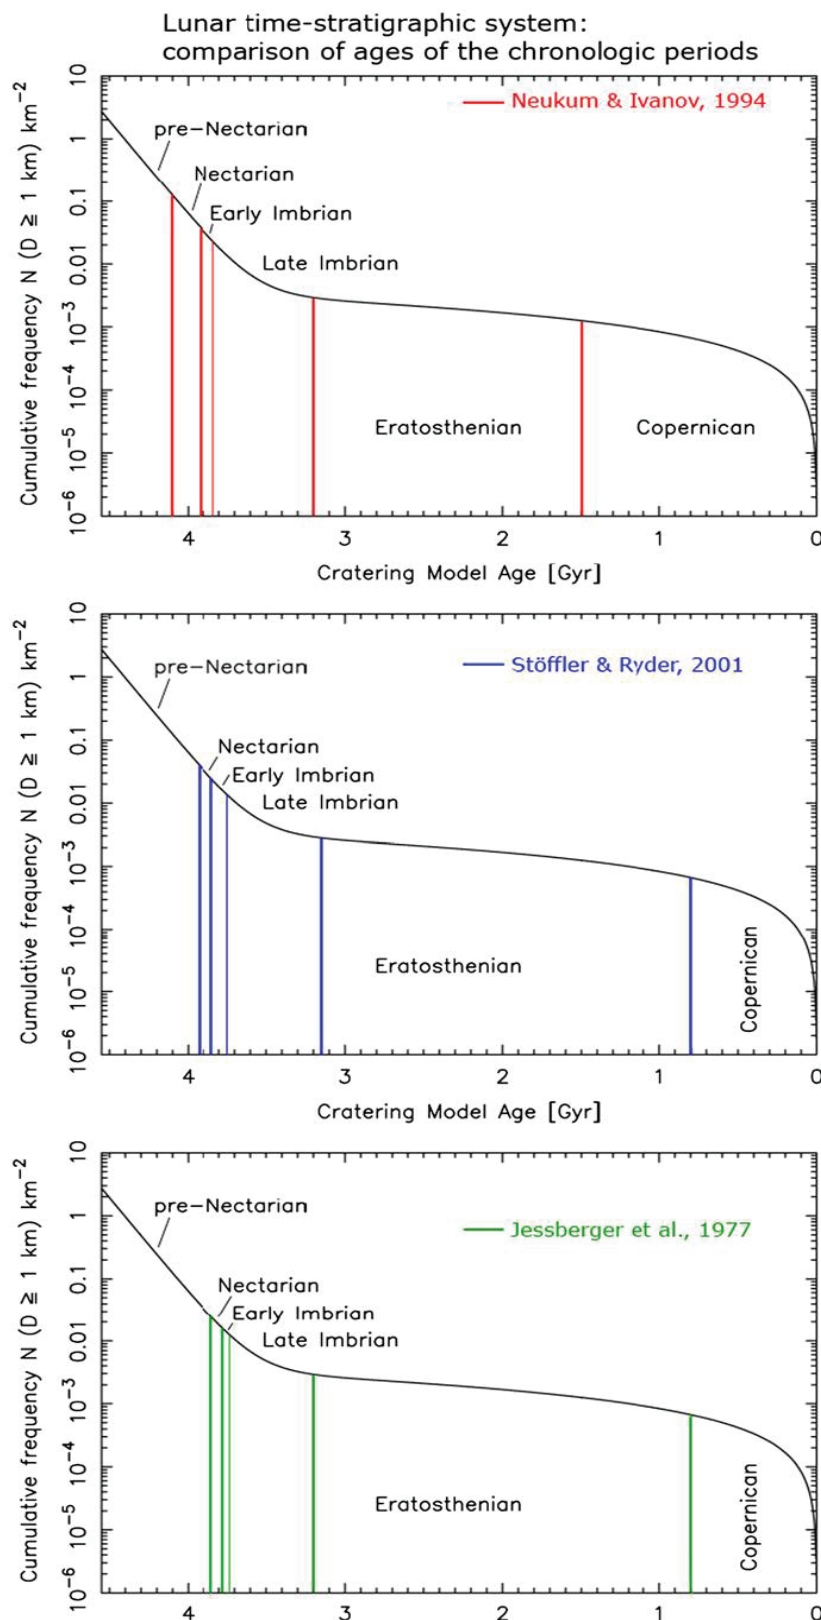 Lunar time-stratigraphic system:
comparison of ages of the chronologic periods
Neukum & Ivanov, 1994
pre-Nectarian
Nectarian
Early Imbrian
Late Imbrian
Eratosthenian
Copernican
Cumulative frequency N (D ≥ 1 km) km⁻²
10
1
0.1
0.01
10⁻³
10⁻⁴
10⁻⁵
10⁻⁶
4 3 2 1 0
Cratering Model Age [Gyr]
Stöffler & Ryder, 2001
pre-Nectarian
Nectarian
Early Imbrian
Late Imbrian
Eratosthenian
Copernican
Cumulative frequency N (D ≥ 1 km) km⁻²
10
1
0.1
0.01
10⁻³
10⁻⁴
10⁻⁵
10⁻⁶
4 3 2 1 0
Cratering Model Age [Gyr]
Jessberger et al., 1977
pre-Nectarian
Nectarian
Early Imbrian
Late Imbrian
Eratosthenian
Copernican
Cumulative frequency N (D ≥ 1 km) km⁻²
10
1
0.1
0.01
10⁻³
10⁻⁴
10⁻⁵
10⁻⁶
4 3 2 1 0